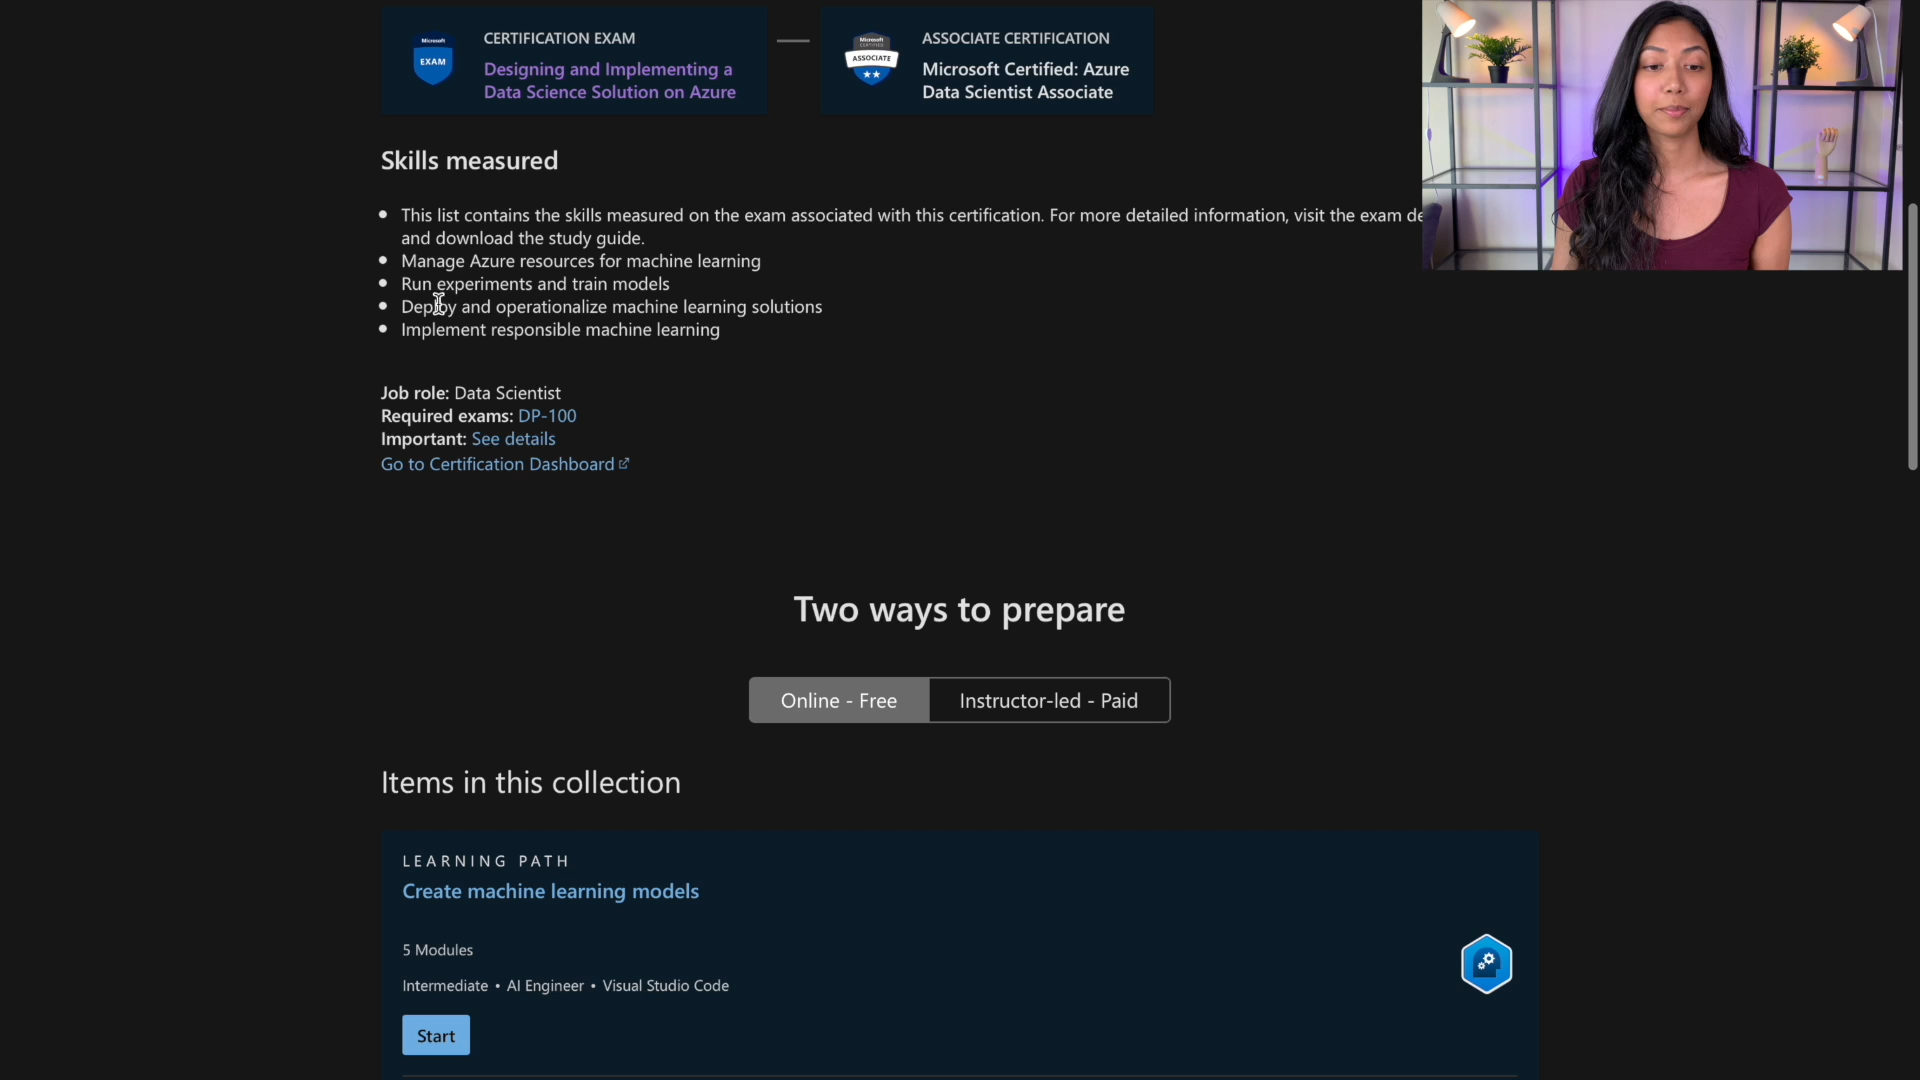 Microsoft
EXAM
CERTIFICATION EXAM
Designing and Implementing a
Data Science Solution on Azure
Microsoft
CERTIFIED
ASSOCIATE
ASSOCIATE CERTIFICATION
Microsoft Certified: Azure
Data Scientist Associate
Skills measured
This list contains the skills measured on the exam associated with this certification. For more detailed information, visit the exam de
and download the study guide.
Manage Azure resources for machine learning
Run experiments and train models
Deploy and operationalize machine learning solutions
Implement responsible machine learning
Job role: Data Scientist
Required exams: DP-100
Important: See details
Go to Certification Dashboard
Two ways to prepare
Online - Free
Instructor-led - Paid
Items in this collection
LEARNING PATH
Create machine learning models
5 Modules
Intermediate • AI Engineer • Visual Studio Code
Start